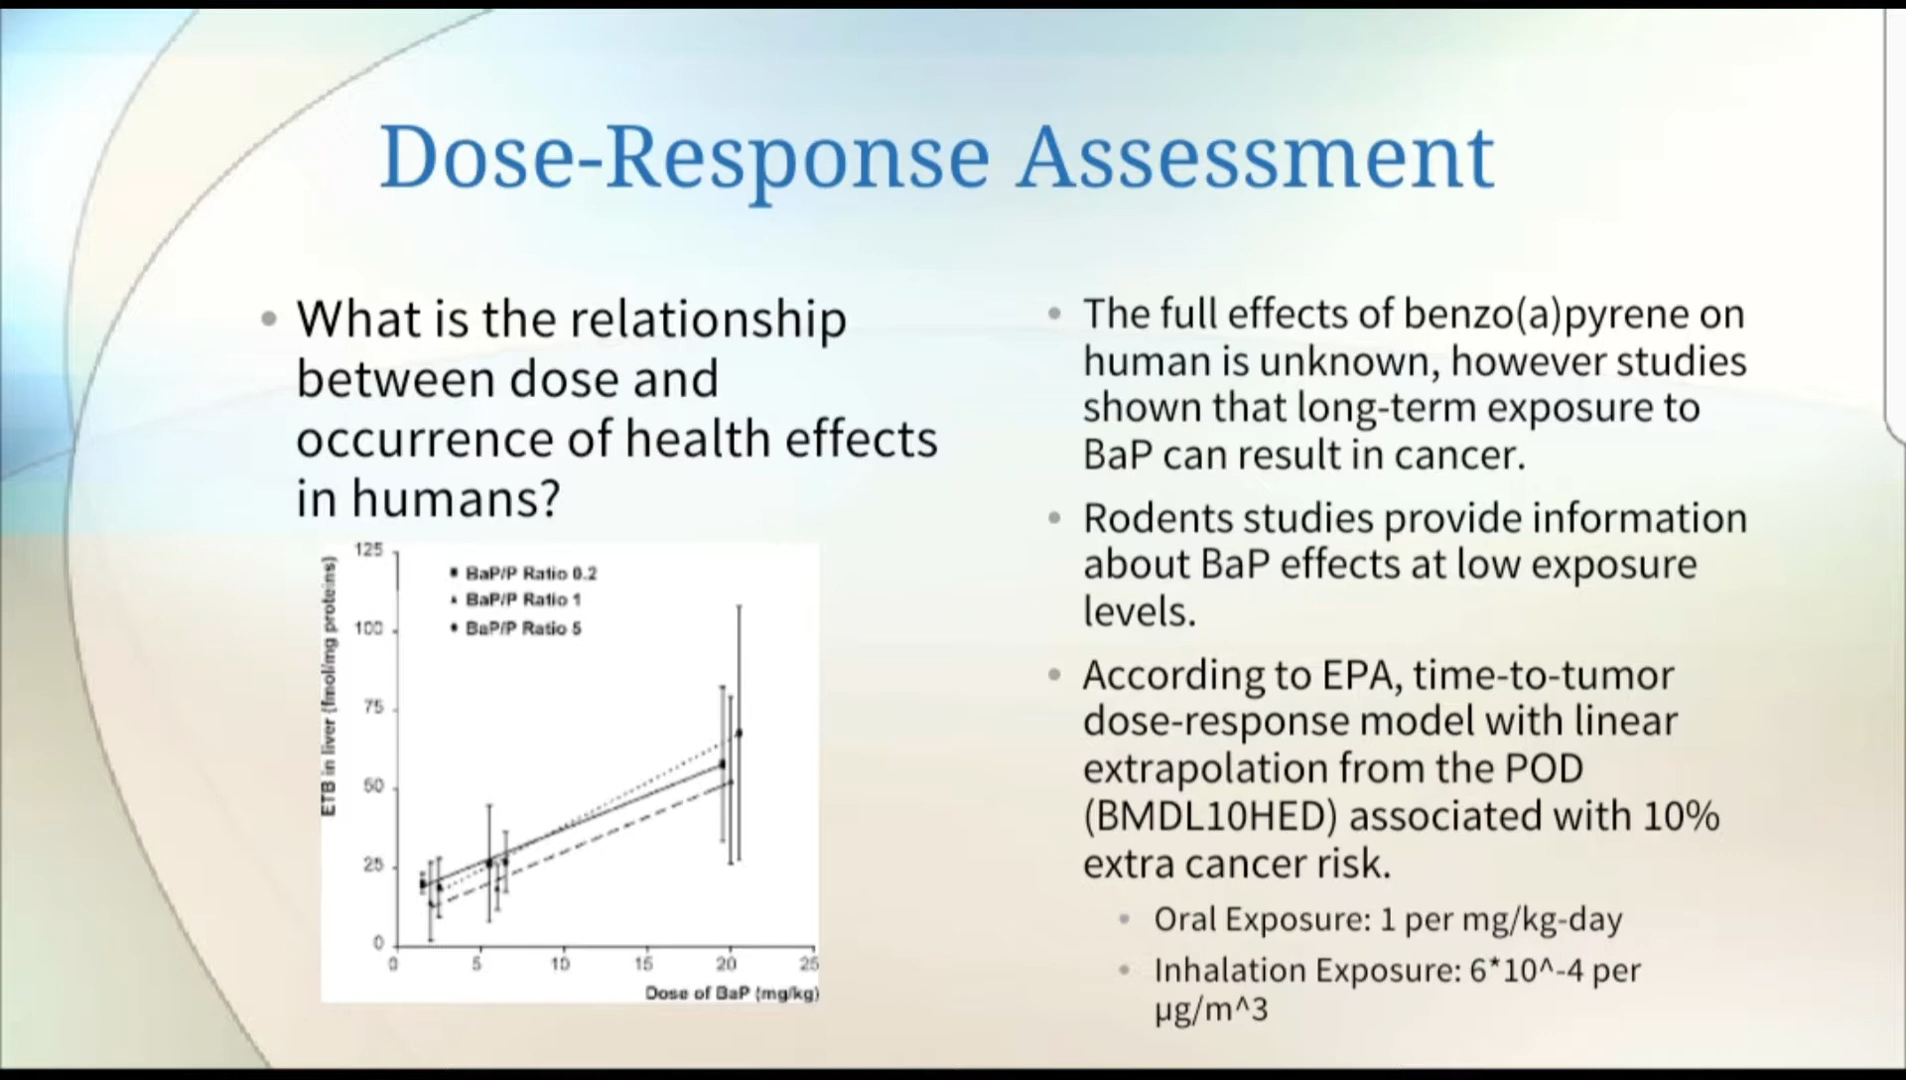 Dose-Response Assessment
• What is the relationship
between dose and
occurrence of health effects
in humans?
ETB in liver (fmol/mg proteins)
125
100
75
50
25
0
BaP/P Ratio 0.2
BaP/P Ratio 1
BaP/P Ratio 5
0 5 10 15 20 25
Dose of BaP (mg/kg)
• The full effects of benzo(a)pyrene on
human is unknown, however studies
shown that long-term exposure to
BaP can result in cancer.
• Rodents studies provide information
about BaP effects at low exposure
levels.
• According to EPA, time-to-tumor
dose-response model with linear
extrapolation from the POD
(BMDL10HED) associated with 10%
extra cancer risk.
• Oral Exposure: 1 per mg/kg-day
• Inhalation Exposure: 6*10^-4 per
µg/m^3